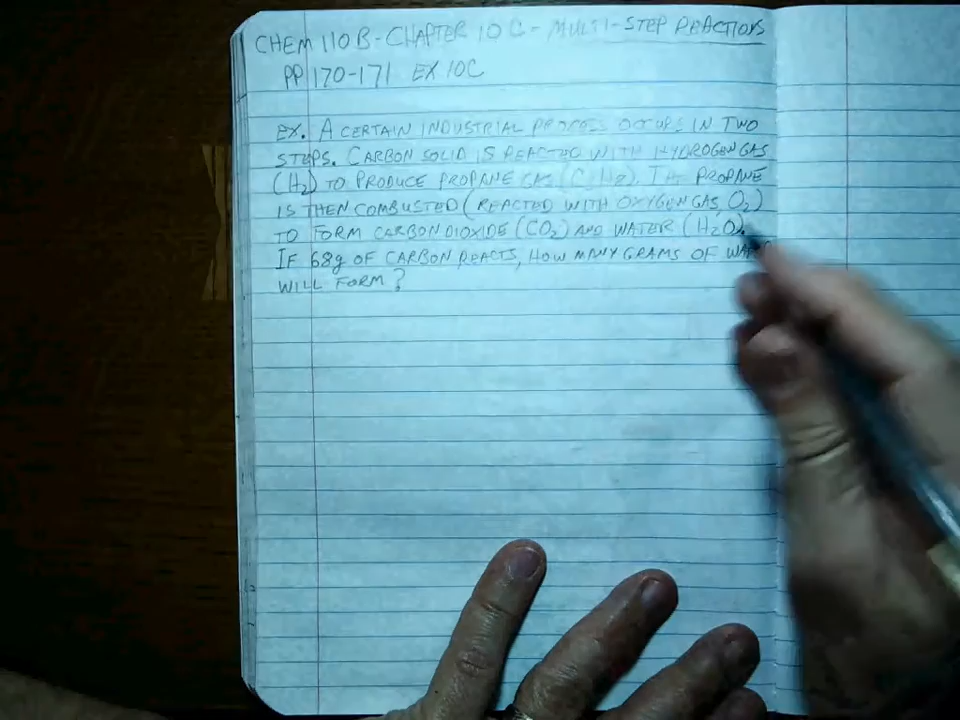 CHEM 110B - CHAPTER 10 C - MULTI-STEP REACTIONS
PP 170-171 EX 10C
EX. A CERTAIN INDUSTRIAL PROCESS OCCURS IN TWO
STEPS. CARBON SOLID IS REACTED WITH HYDROGEN GAS
(H₂) TO PRODUCE PROPANE GAS (C₃H₈). THE PROPANE
IS THEN COMBUSTED (REACTED WITH OXYGEN GAS, O₂)
TO FORM CARBON DIOXIDE (CO₂) AND WATER (H₂O).
IF 68g OF CARBON REACTS, HOW MANY GRAMS OF
WILL FORM?